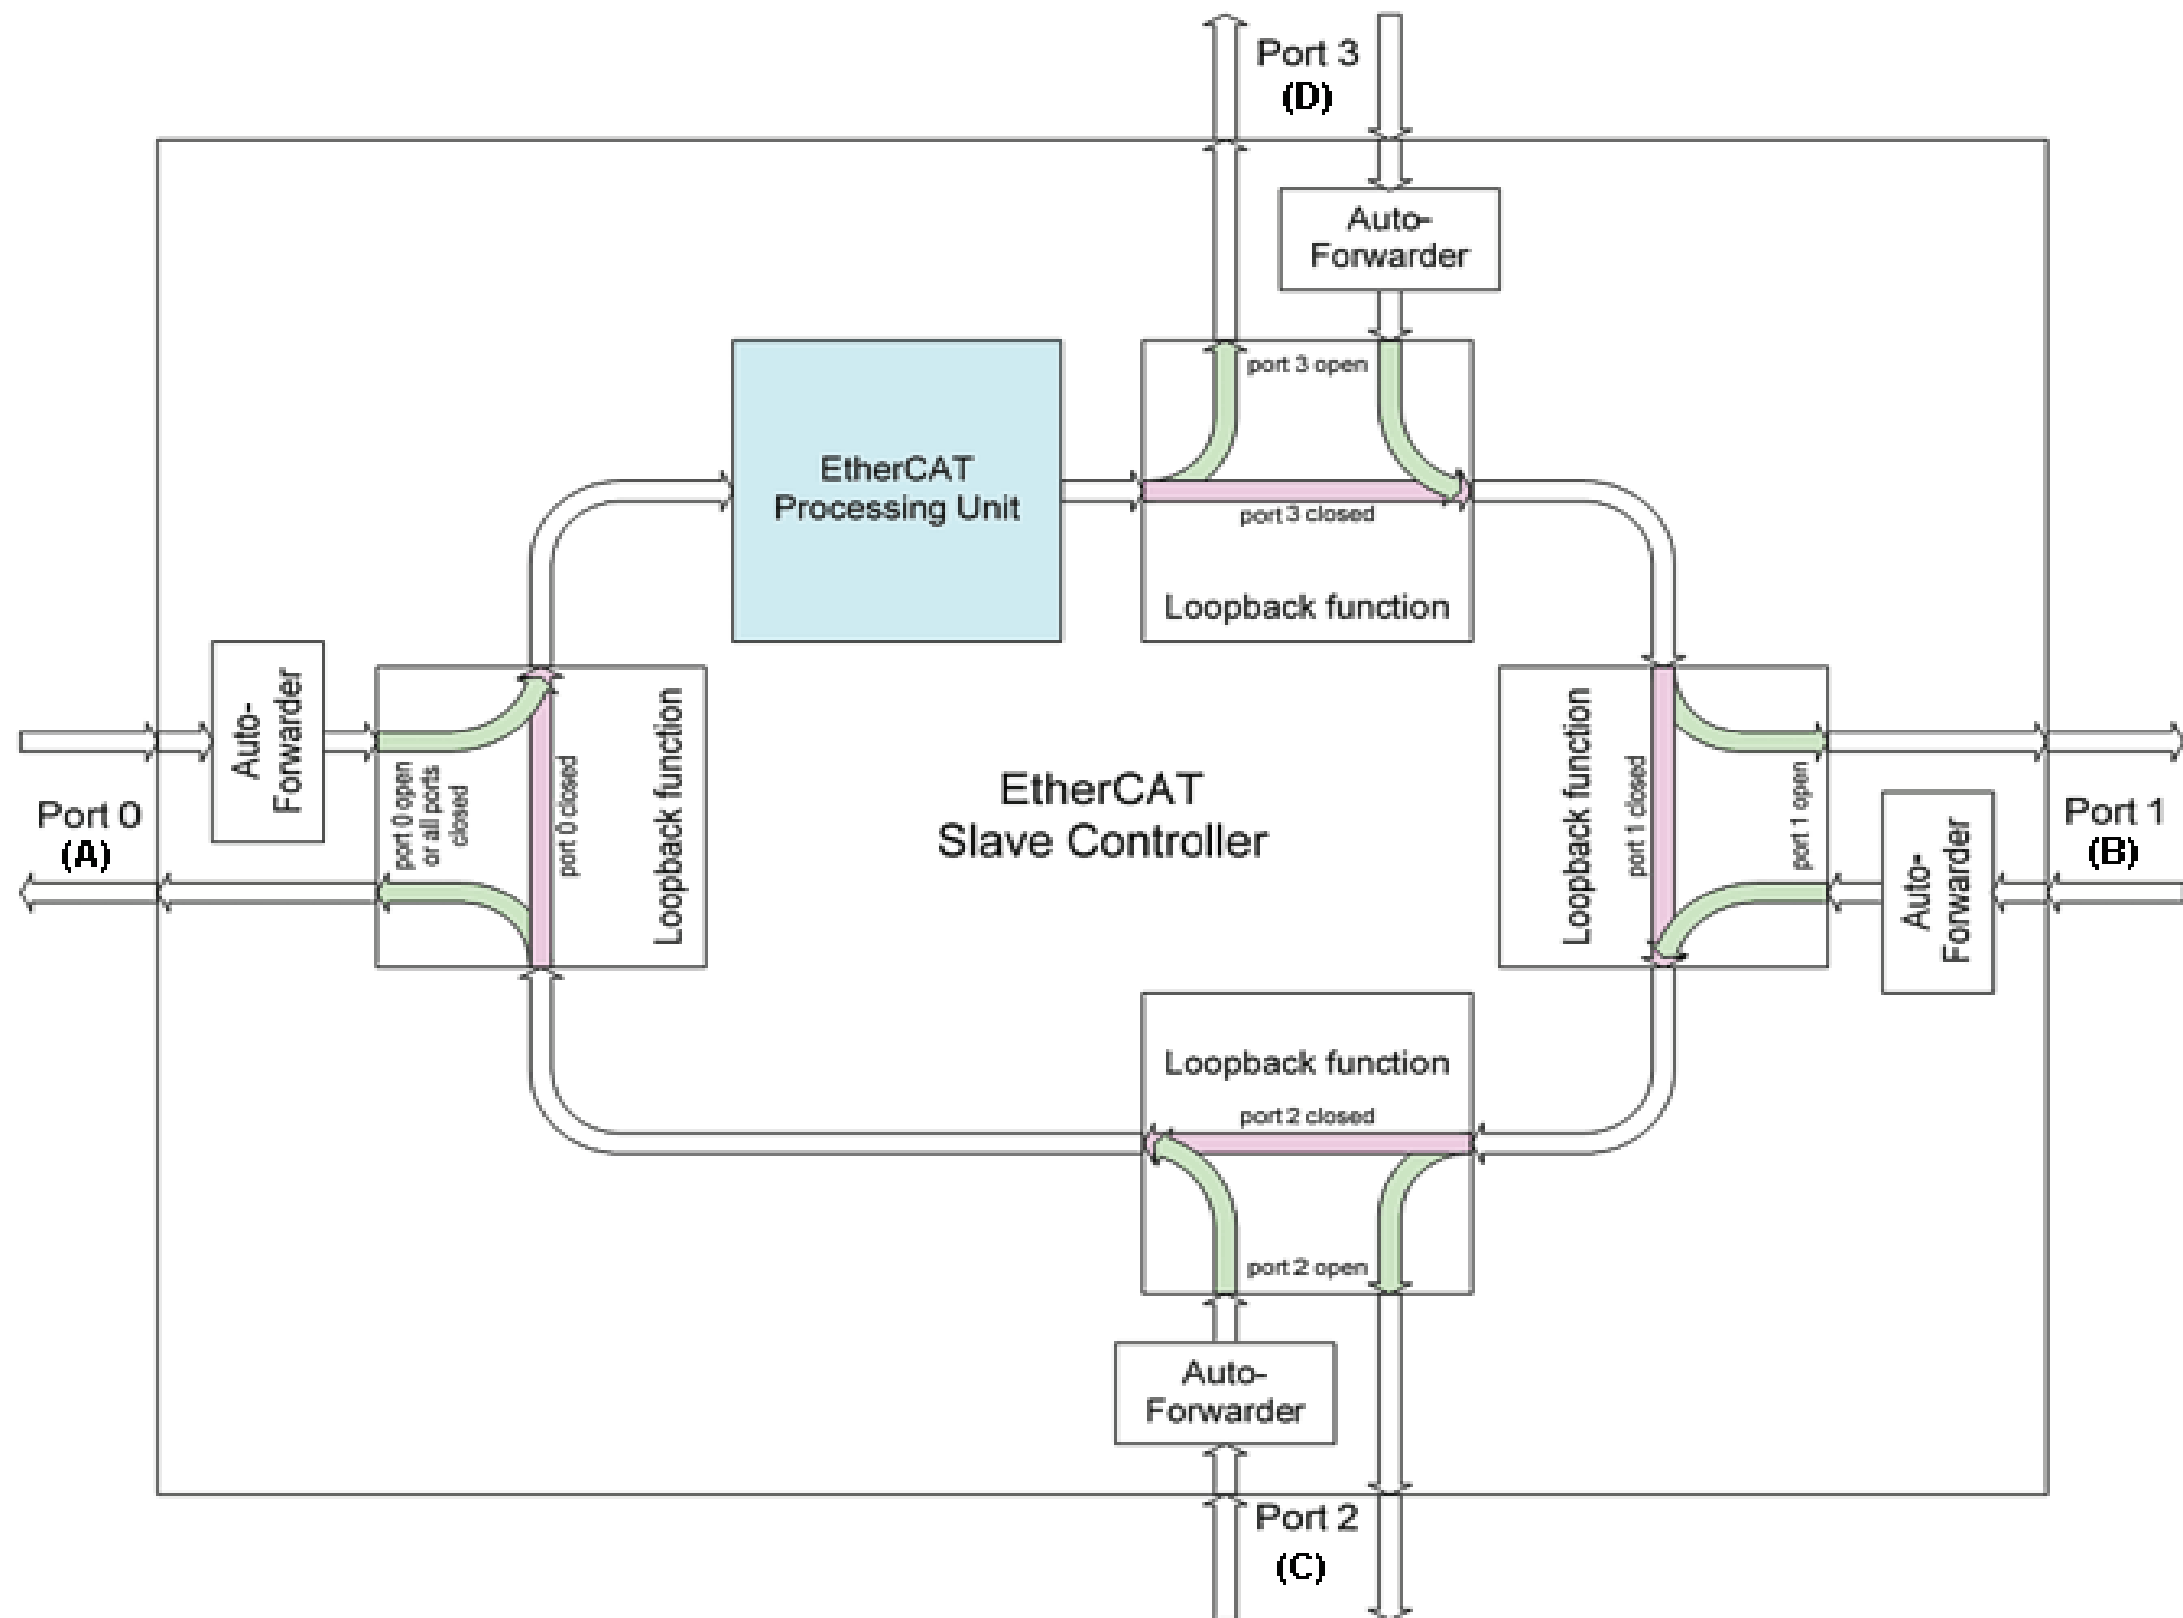 Port 3
(D)
Auto-
Forwarder
port 3 open
EtherCAT
Processing Unit
port 3 closed
Loopback function
Auto-
Forwarder
port 0 open
or all ports
closed
port 0 closed
Loopback function
Port 0
(A)
EtherCAT
Slave Controller
Loopback function
port 1 closed
port 1 open
Auto-
Forwarder
Port 1
(B)
Loopback function
port 2 closed
port 2 open
Auto-
Forwarder
Port 2
(C)